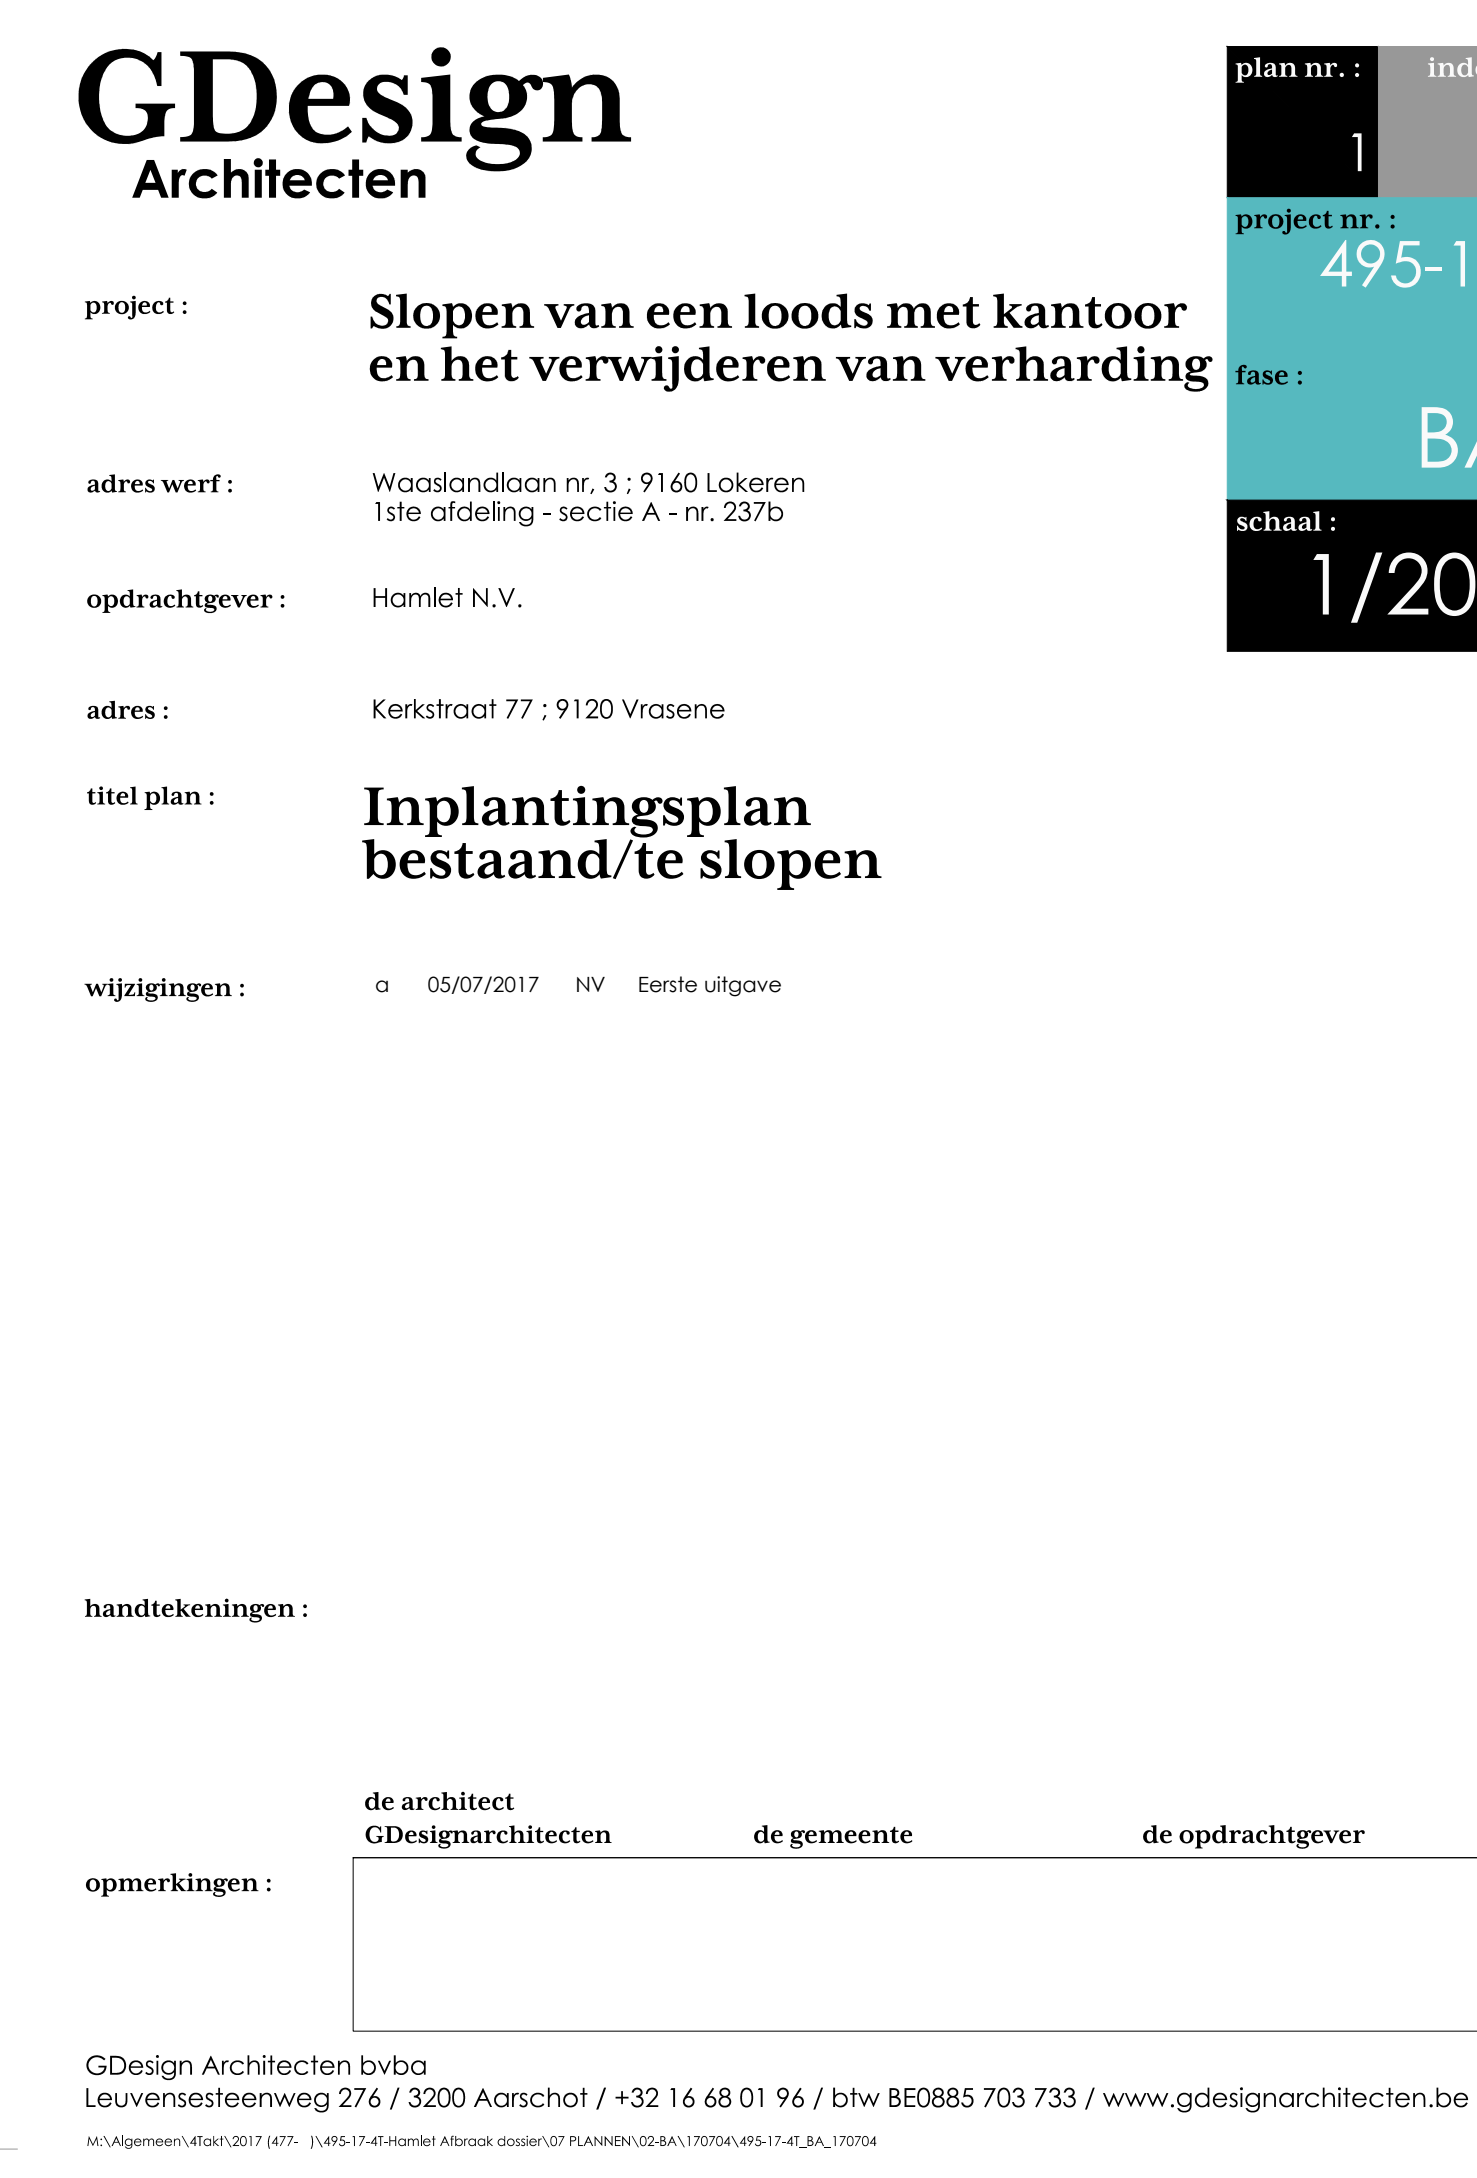 GDesign
Architecten
plan nr. :
1
project nr. :
project :
Slopen van een loods met kantoor
en het verwijderen van verharding
fase :
adres werf :
Waaslandlaan nr, 3 ; 9160 Lokeren
1ste afdeling - sectie A - nr. 237b
schaal :
opdrachtgever :
Hamlet N.V.
adres :
Kerkstraat 77 ; 9120 Vrasene
titel plan :
Inplantingsplan
bestaand/te slopen
wijzigingen :
a 05/07/2017 NV Eerste uitgave
handtekeningen :
de architect
GDesignarchitecten de gemeente de opdrachtgever
opmerkingen :
GDesign Architecten bvba
Leuvensesteenweg 276 / 3200 Aarschot / +32 16 68 01 96 / btw BE0885 703 733 / www.gdesignarchitecten.be
M:\Algemeen\4Takt\2017 (477- )\495-17-4T-Hamlet Afbraak dossier\07 PLANNEN\02-BA\170704\495-17-4T_BA_170704